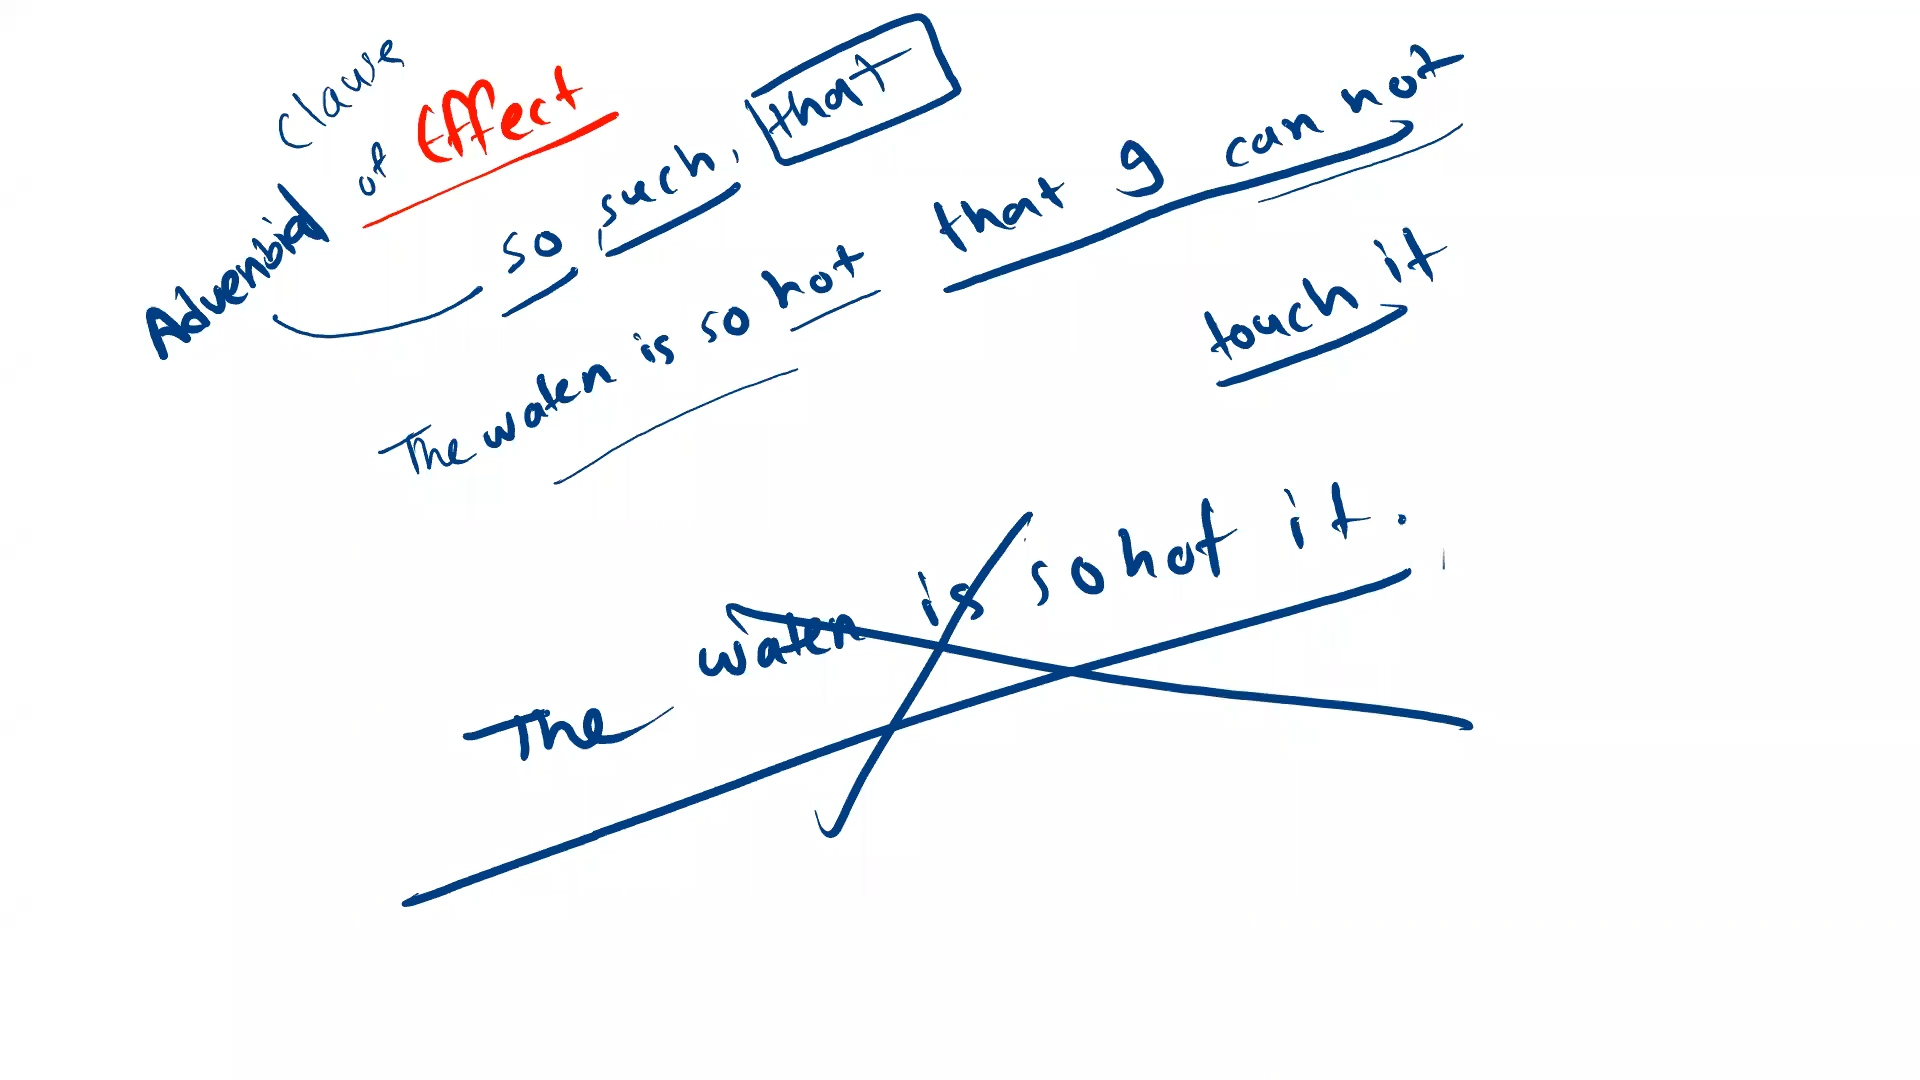 Adverbial Clause of Effect
so, such, that
The water is so hot that I can not
touch it
The water is so hot it.